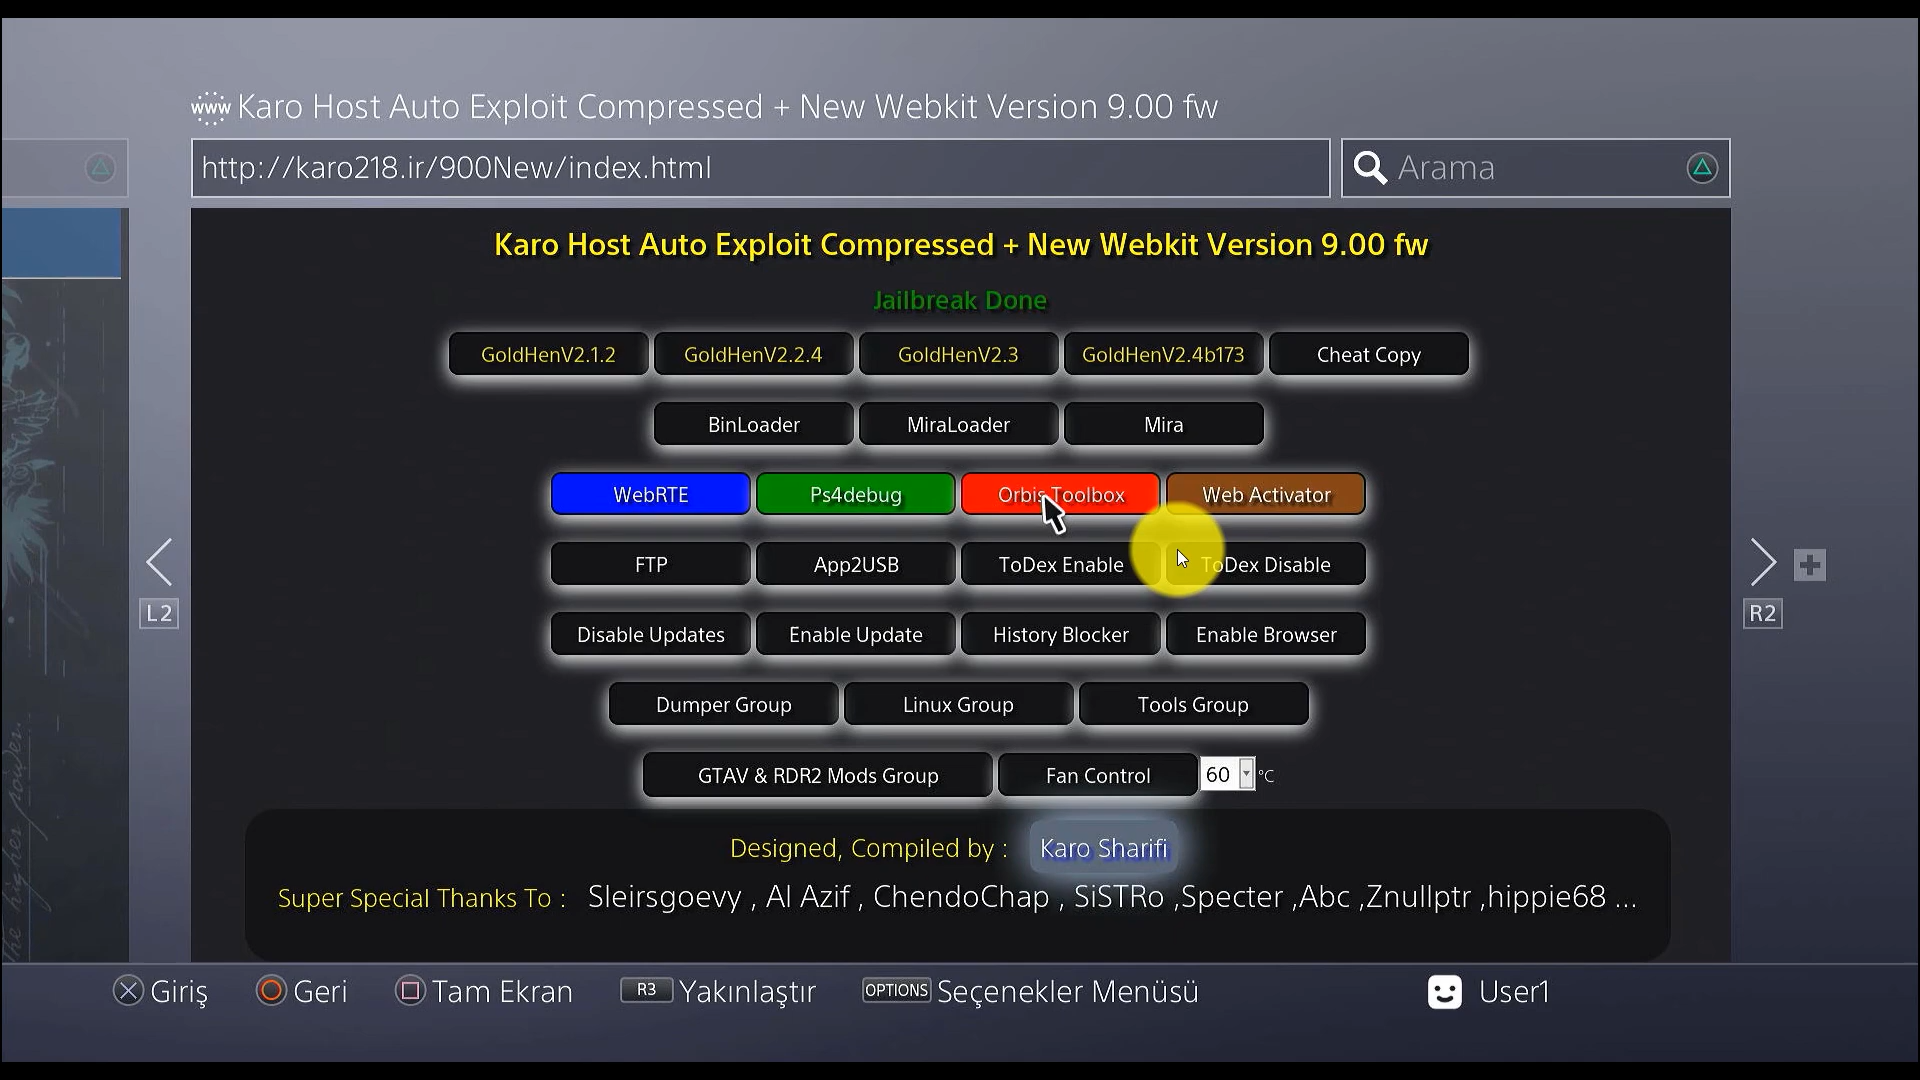 www Karo Host Auto Exploit Compressed + New Webkit Version 9.00 fw
http://karo218.ir/900New/index.html
Arama
Karo Host Auto Exploit Compressed + New Webkit Version 9.00 fw
Jailbreak Done
GoldHenV2.1.2 GoldHenV2.2.4 GoldHenV2.3 GoldHenV2.4b173 Cheat Copy
BinLoader MiraLoader Mira
WebRTE Ps4debug Orbis Toolbox Web Activator
FTP App2USB ToDex Enable ToDex Disable
Disable Updates Enable Update History Blocker Enable Browser
L2
R2
Dumper Group Linux Group Tools Group
GTAV & RDR2 Mods Group Fan Control 60 °C
Designed, Compiled by : Karo Sharifi
Super Special Thanks To : Sleirsgoevy , Al Azif , ChendoChap , SiSTRo ,Specter ,Abc ,Znullptr ,hippie68 ...
The higher power.
Giriş Geri Tam Ekran R3 Yakınlaştır OPTIONS Seçenekler Menüsü User1